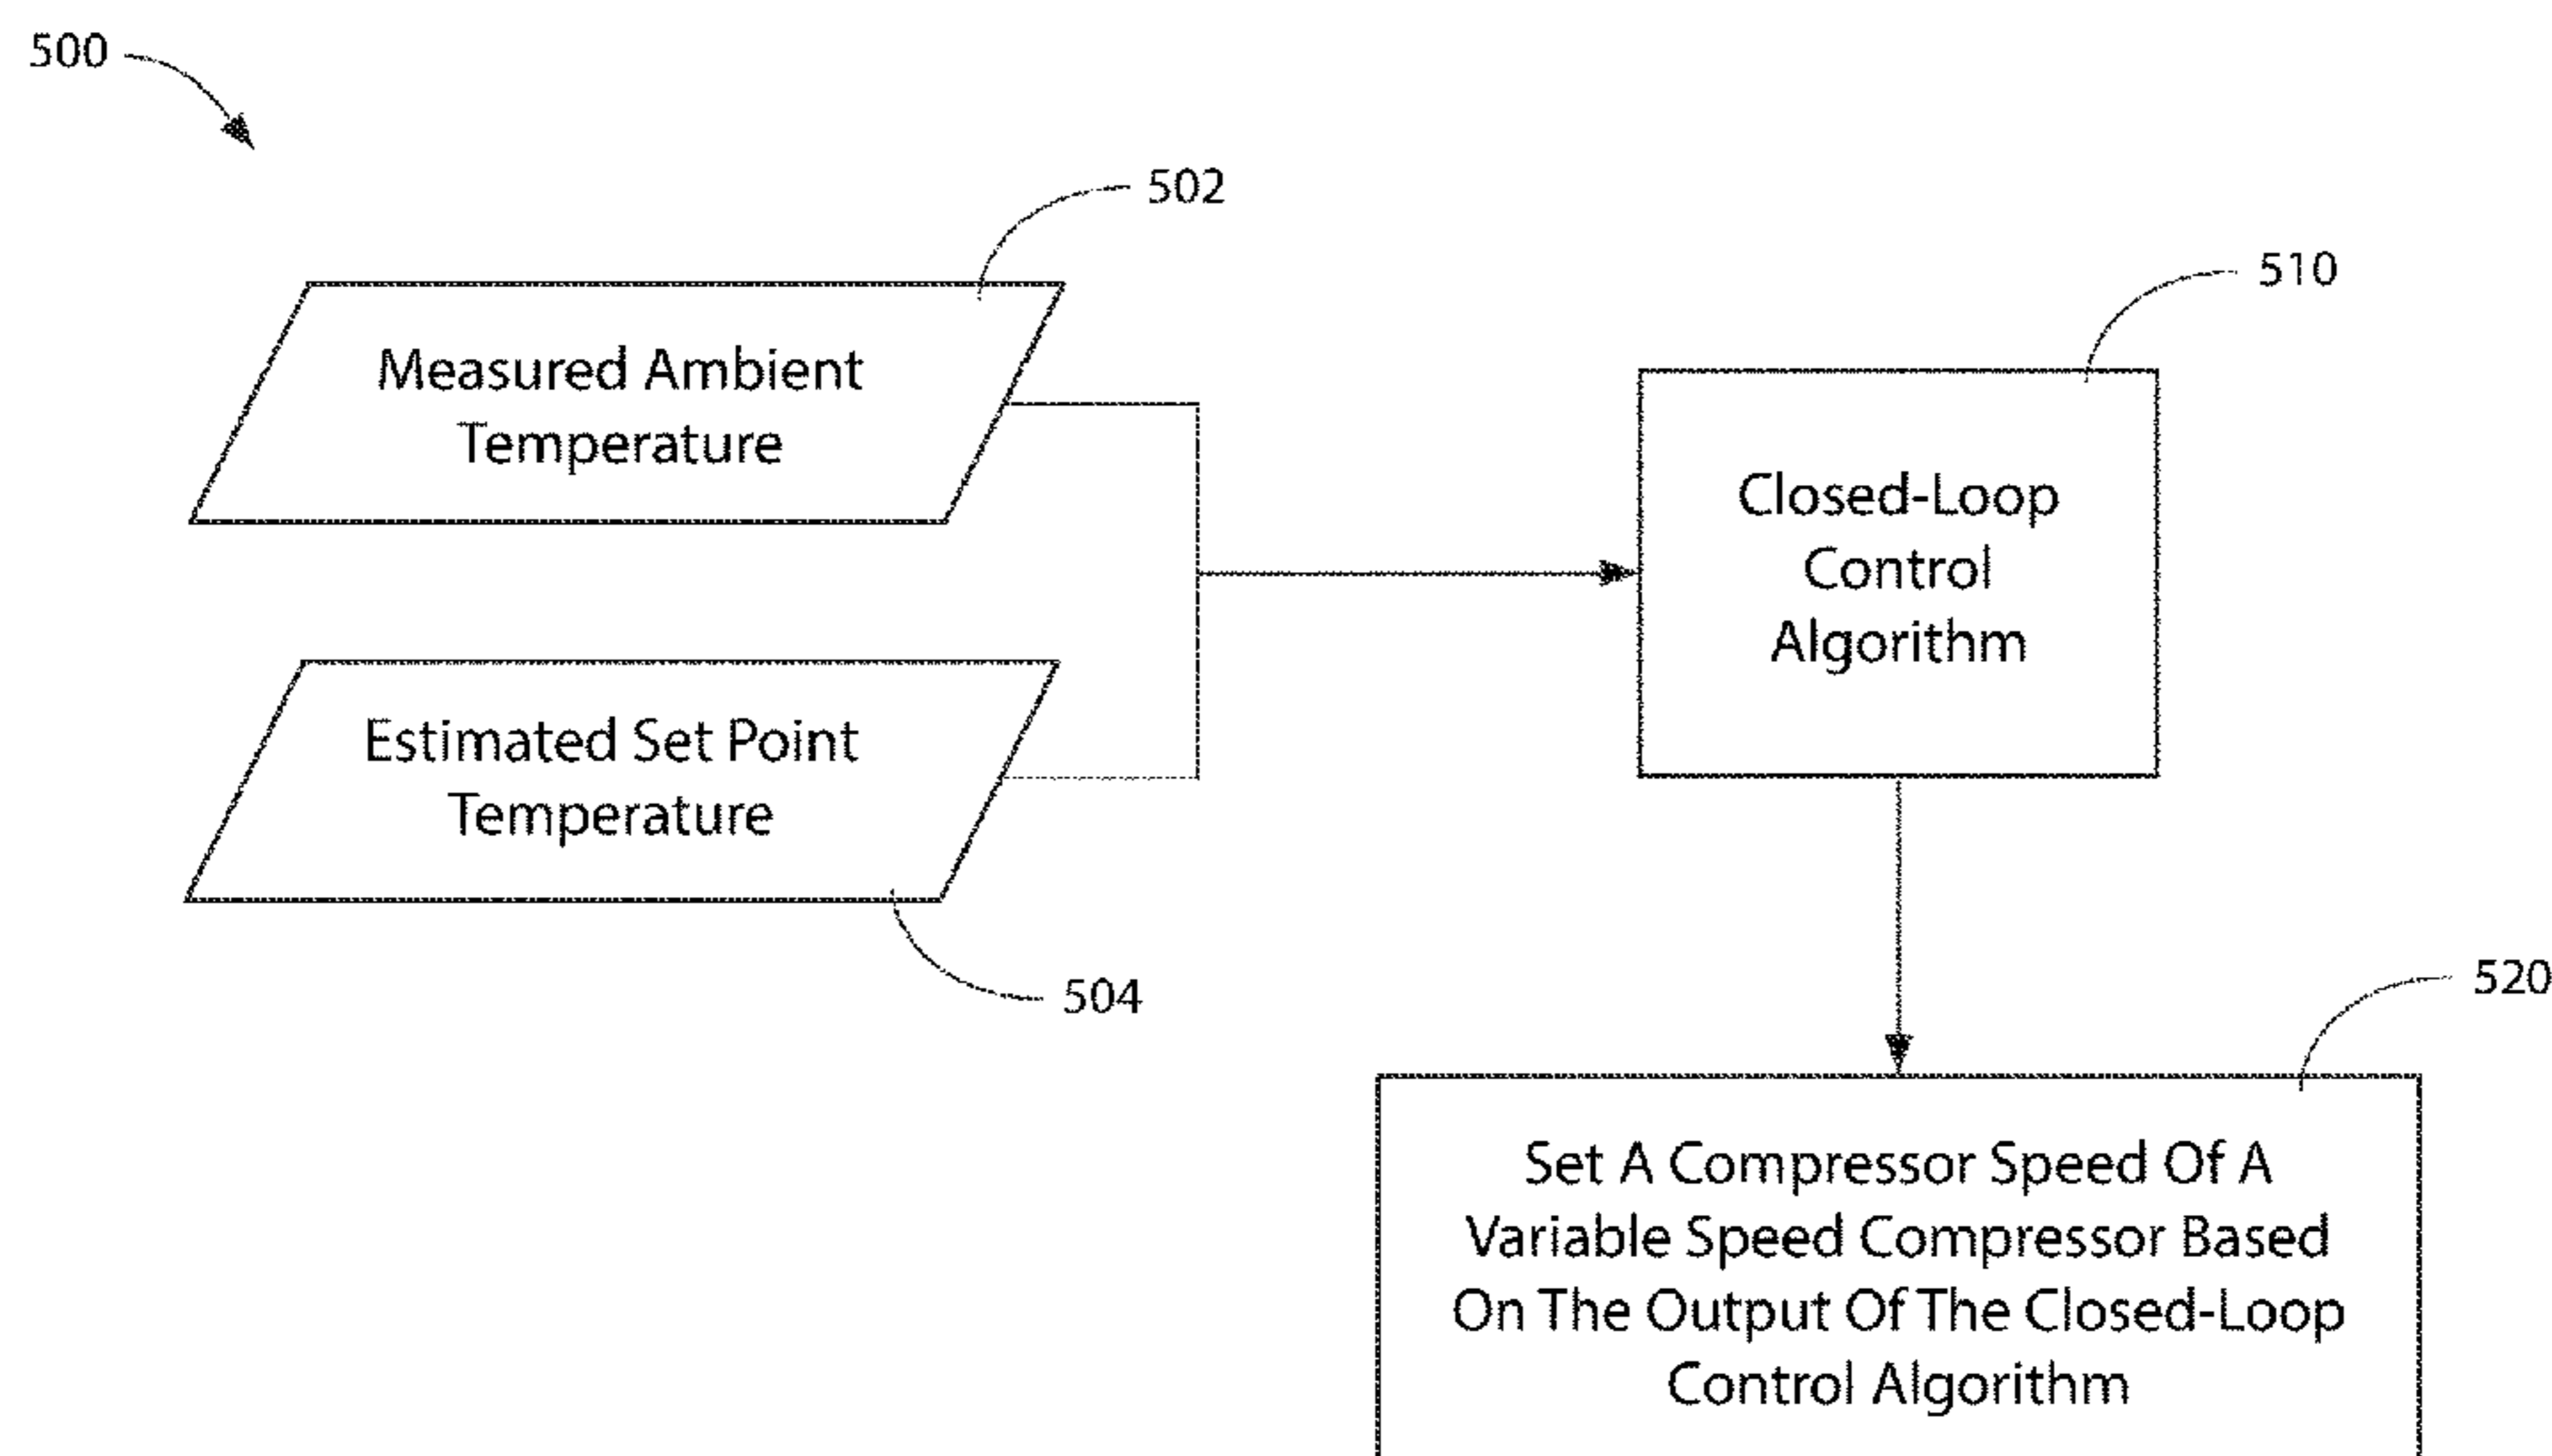 500
502
Measured Ambient
Temperature
510
Closed-Loop
Control
Algorithm
Estimated Set Point
Temperature
504
520
Set A Compressor Speed Of A
Variable Speed Compressor Based
On The Output Of The Closed-Loop
Control Algorithm